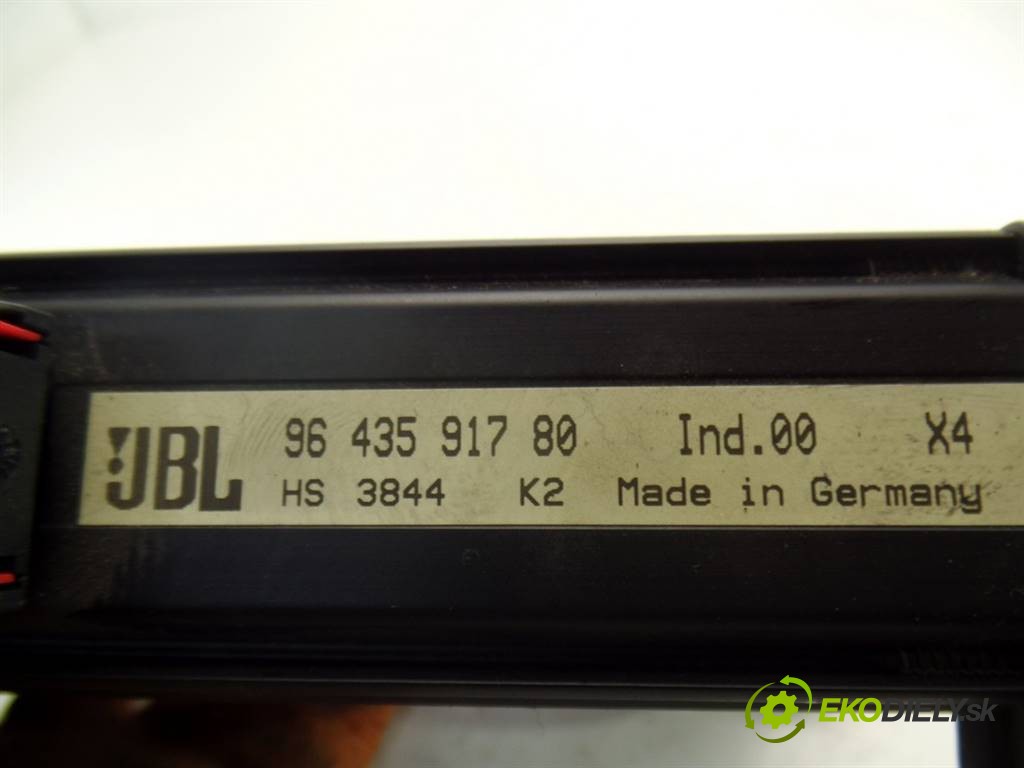 JBL 96 435 917 80 Ind.00 X4
HS 3844 K2 Made in Germany
EKODIELY.sk